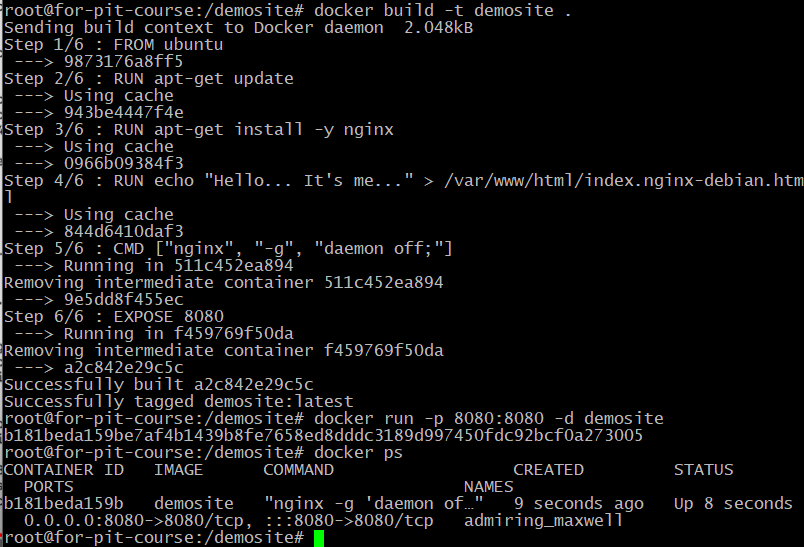 root@for-pit-course:/demosite# docker build -t demosite .
Sending build context to Docker daemon  2.048kB
Step 1/6 : FROM ubuntu
 ---> 9873176a8ff5
Step 2/6 : RUN apt-get update
 ---> Using cache
 ---> 943be4447f4e
Step 3/6 : RUN apt-get install -y nginx
 ---> Using cache
 ---> 0966b09384f3
Step 4/6 : RUN echo "Hello... It's me..." > /var/www/html/index.nginx-debian.htm
l
 ---> Using cache
 ---> 844d6410daf3
Step 5/6 : CMD ["nginx", "-g", "daemon off;"]
 ---> Running in 511c452ea894
Removing intermediate container 511c452ea894
 ---> 9e5dd8f455ec
Step 6/6 : EXPOSE 8080
 ---> Running in f459769f50da
Removing intermediate container f459769f50da
 ---> a2c842e29c5c
Successfully built a2c842e29c5c
Successfully tagged demosite:latest
root@for-pit-course:/demosite# docker run -p 8080:8080 -d demosite
b181beda159be7af4b1439b8fe7658ed8dddc3189d997450fdc92bcf0a273005
root@for-pit-course:/demosite# docker ps
CONTAINER ID   IMAGE      COMMAND                  CREATED         STATUS
  PORTS                                       NAMES
b181beda159b   demosite   "nginx -g 'daemon of…"   9 seconds ago   Up 8 seconds
  0.0.0.0:8080->8080/tcp, :::8080->8080/tcp   admiring_maxwell
root@for-pit-course:/demosite#